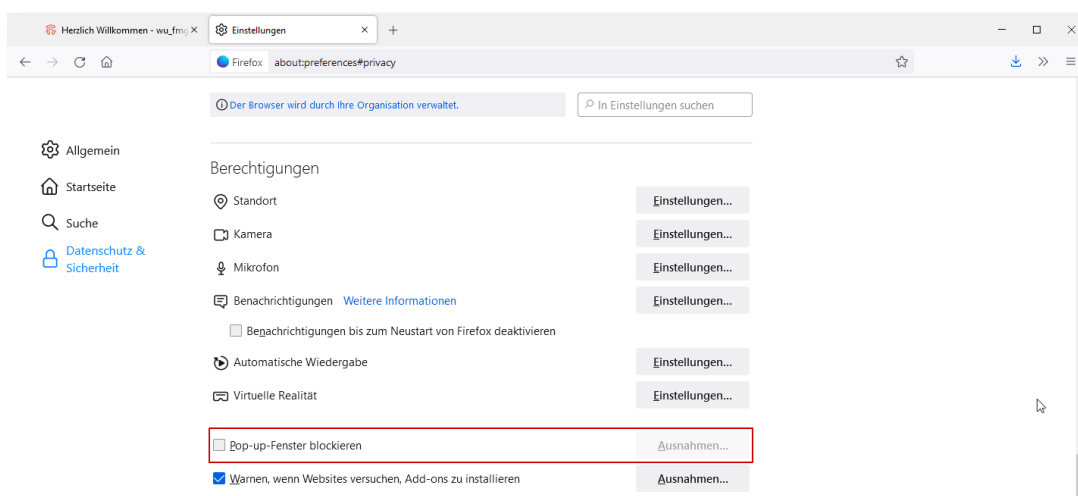 Herzlich Willkommen - wu_fmg
Einstellungen
Firefox about:preferences#privacy
Der Browser wird durch Ihre Organisation verwaltet.
In Einstellungen suchen
Allgemein
Startseite
Suche
Datenschutz &
Sicherheit
Berechtigungen
Standort Einstellungen...
Kamera Einstellungen...
Mikrofon Einstellungen...
Benachrichtigungen Weitere Informationen Einstellungen...
Benachrichtigungen bis zum Neustart von Firefox deaktivieren
Automatische Wiedergabe Einstellungen...
Virtuelle Realität Einstellungen...
Pop-up-Fenster blockieren Ausnahmen...
Warnen, wenn Websites versuchen, Add-ons zu installieren Ausnahmen...